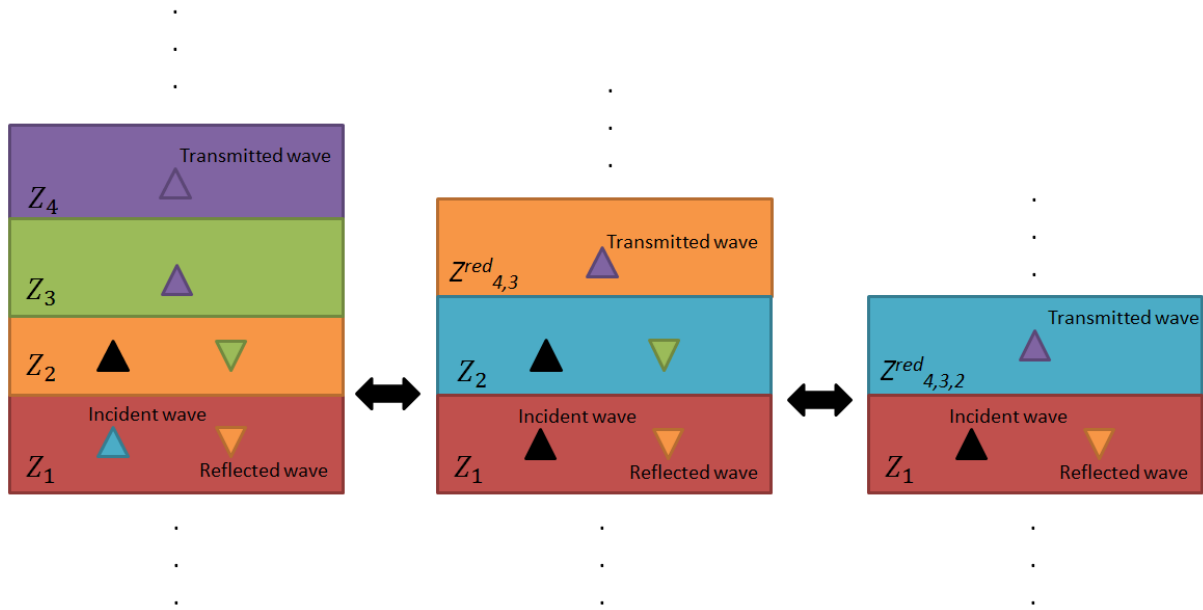 Transmitted wave
Z₄
Z₃
Z₂
Incident wave
Z₁
Reflected wave
Transmitted wave
Zʳᵉᵈ₄,₃
Z₂
Incident wave
Z₁
Reflected wave
Transmitted wave
Zʳᵉᵈ₄,₃,₂
Incident wave
Z₁
Reflected wave